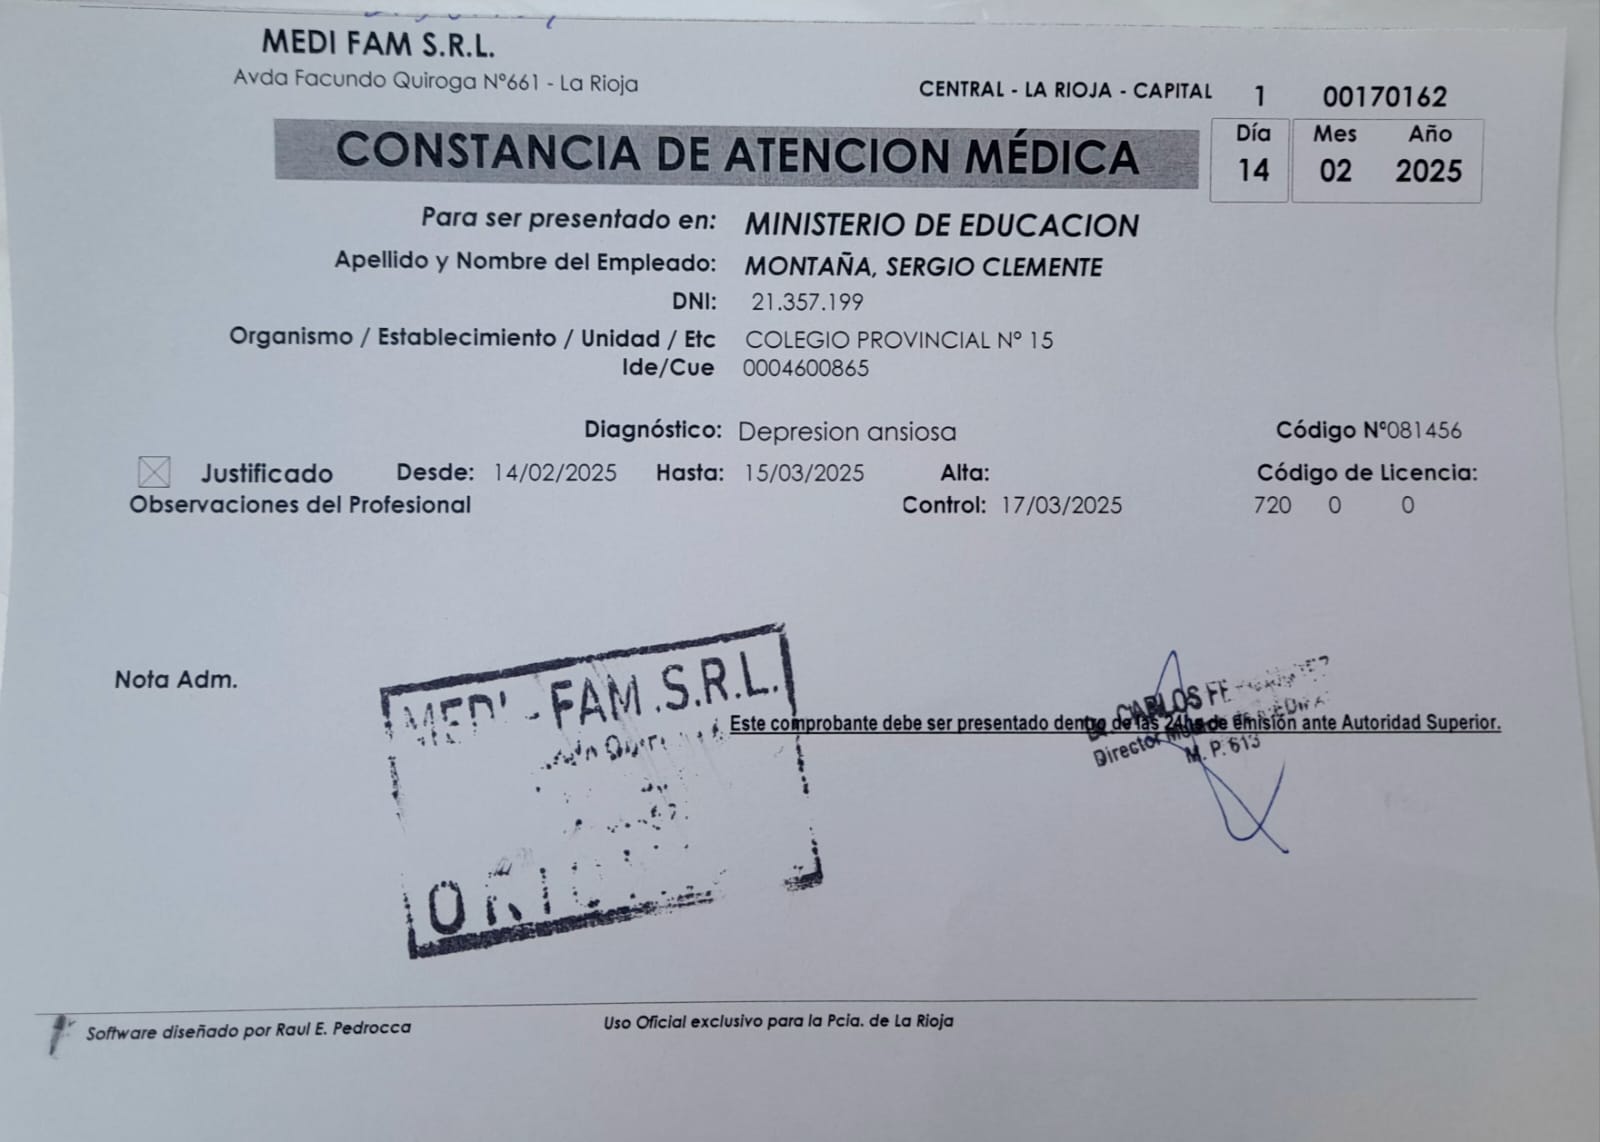 MEDI FAM S.R.L.
Avda Facundo Quiroga Nº661 - La Rioja
CENTRAL - LA RIOJA - CAPITAL 1 00170162
CONSTANCIA DE ATENCION MÉDICA
Día Mes Año
14 02 2025
Para ser presentado en: MINISTERIO DE EDUCACION
Apellido y Nombre del Empleado: MONTAÑA, SERGIO CLEMENTE
DNI: 21.357.199
Organismo / Establecimiento / Unidad / Etc COLEGIO PROVINCIAL Nº 15
Ide/Cue 0004600865
Diagnóstico: Depresion ansiosa Código Nº081456
Justificado Desde: 14/02/2025 Hasta: 15/03/2025 Alta: Código de Licencia:
Observaciones del Profesional Control: 17/03/2025 720 0 0
Nota Adm.
MEDI - FAM .S.R.L.
CARLOS
Este comprobante debe ser presentado dentro de las 24hs de emisión ante Autoridad Superior.
Director
M. P. 613
Software diseñado por Raul E. Pedrocca
Uso Oficial exclusivo para la Pcia. de La Rioja